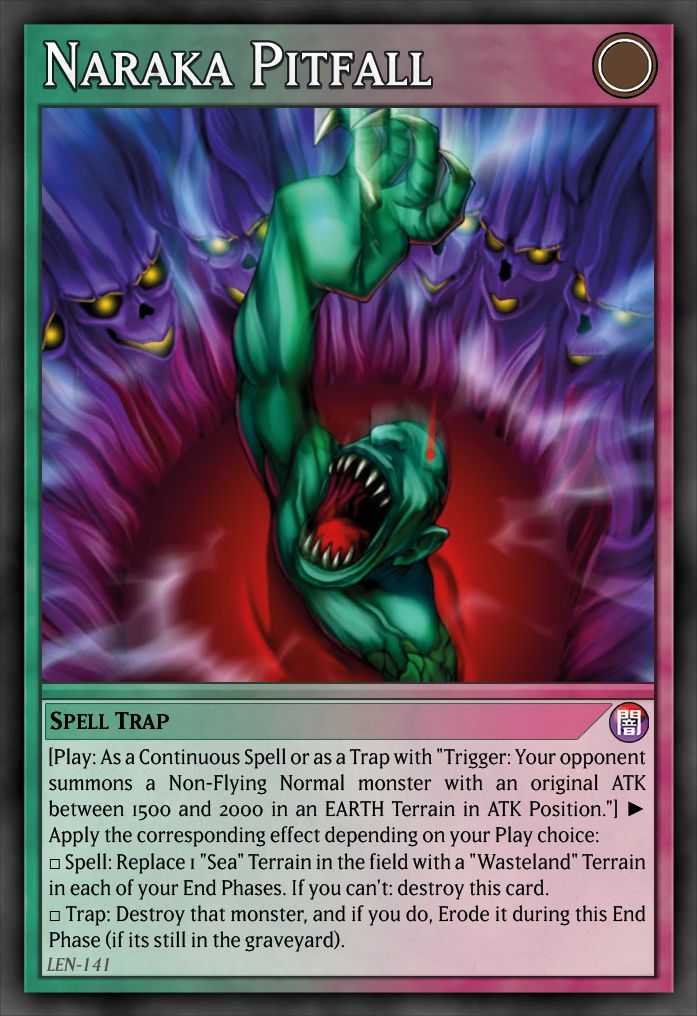 Naraka Pitfall
Spell Trap
闇
[Play: As a Continuous Spell or as a Trap with "Trigger: Your opponent
summons a Non-Flying Normal monster with an original ATK
between 1500 and 2000 in an EARTH Terrain in ATK Position."] ►
Apply the corresponding effect depending on your Play choice:
□ Spell: Replace 1 "Sea" Terrain in the field with a "Wasteland" Terrain
in each of your End Phases. If you can't: destroy this card.
□ Trap: Destroy that monster, and if you do, Erode it during this End
Phase (if its still in the graveyard).
LEN-141